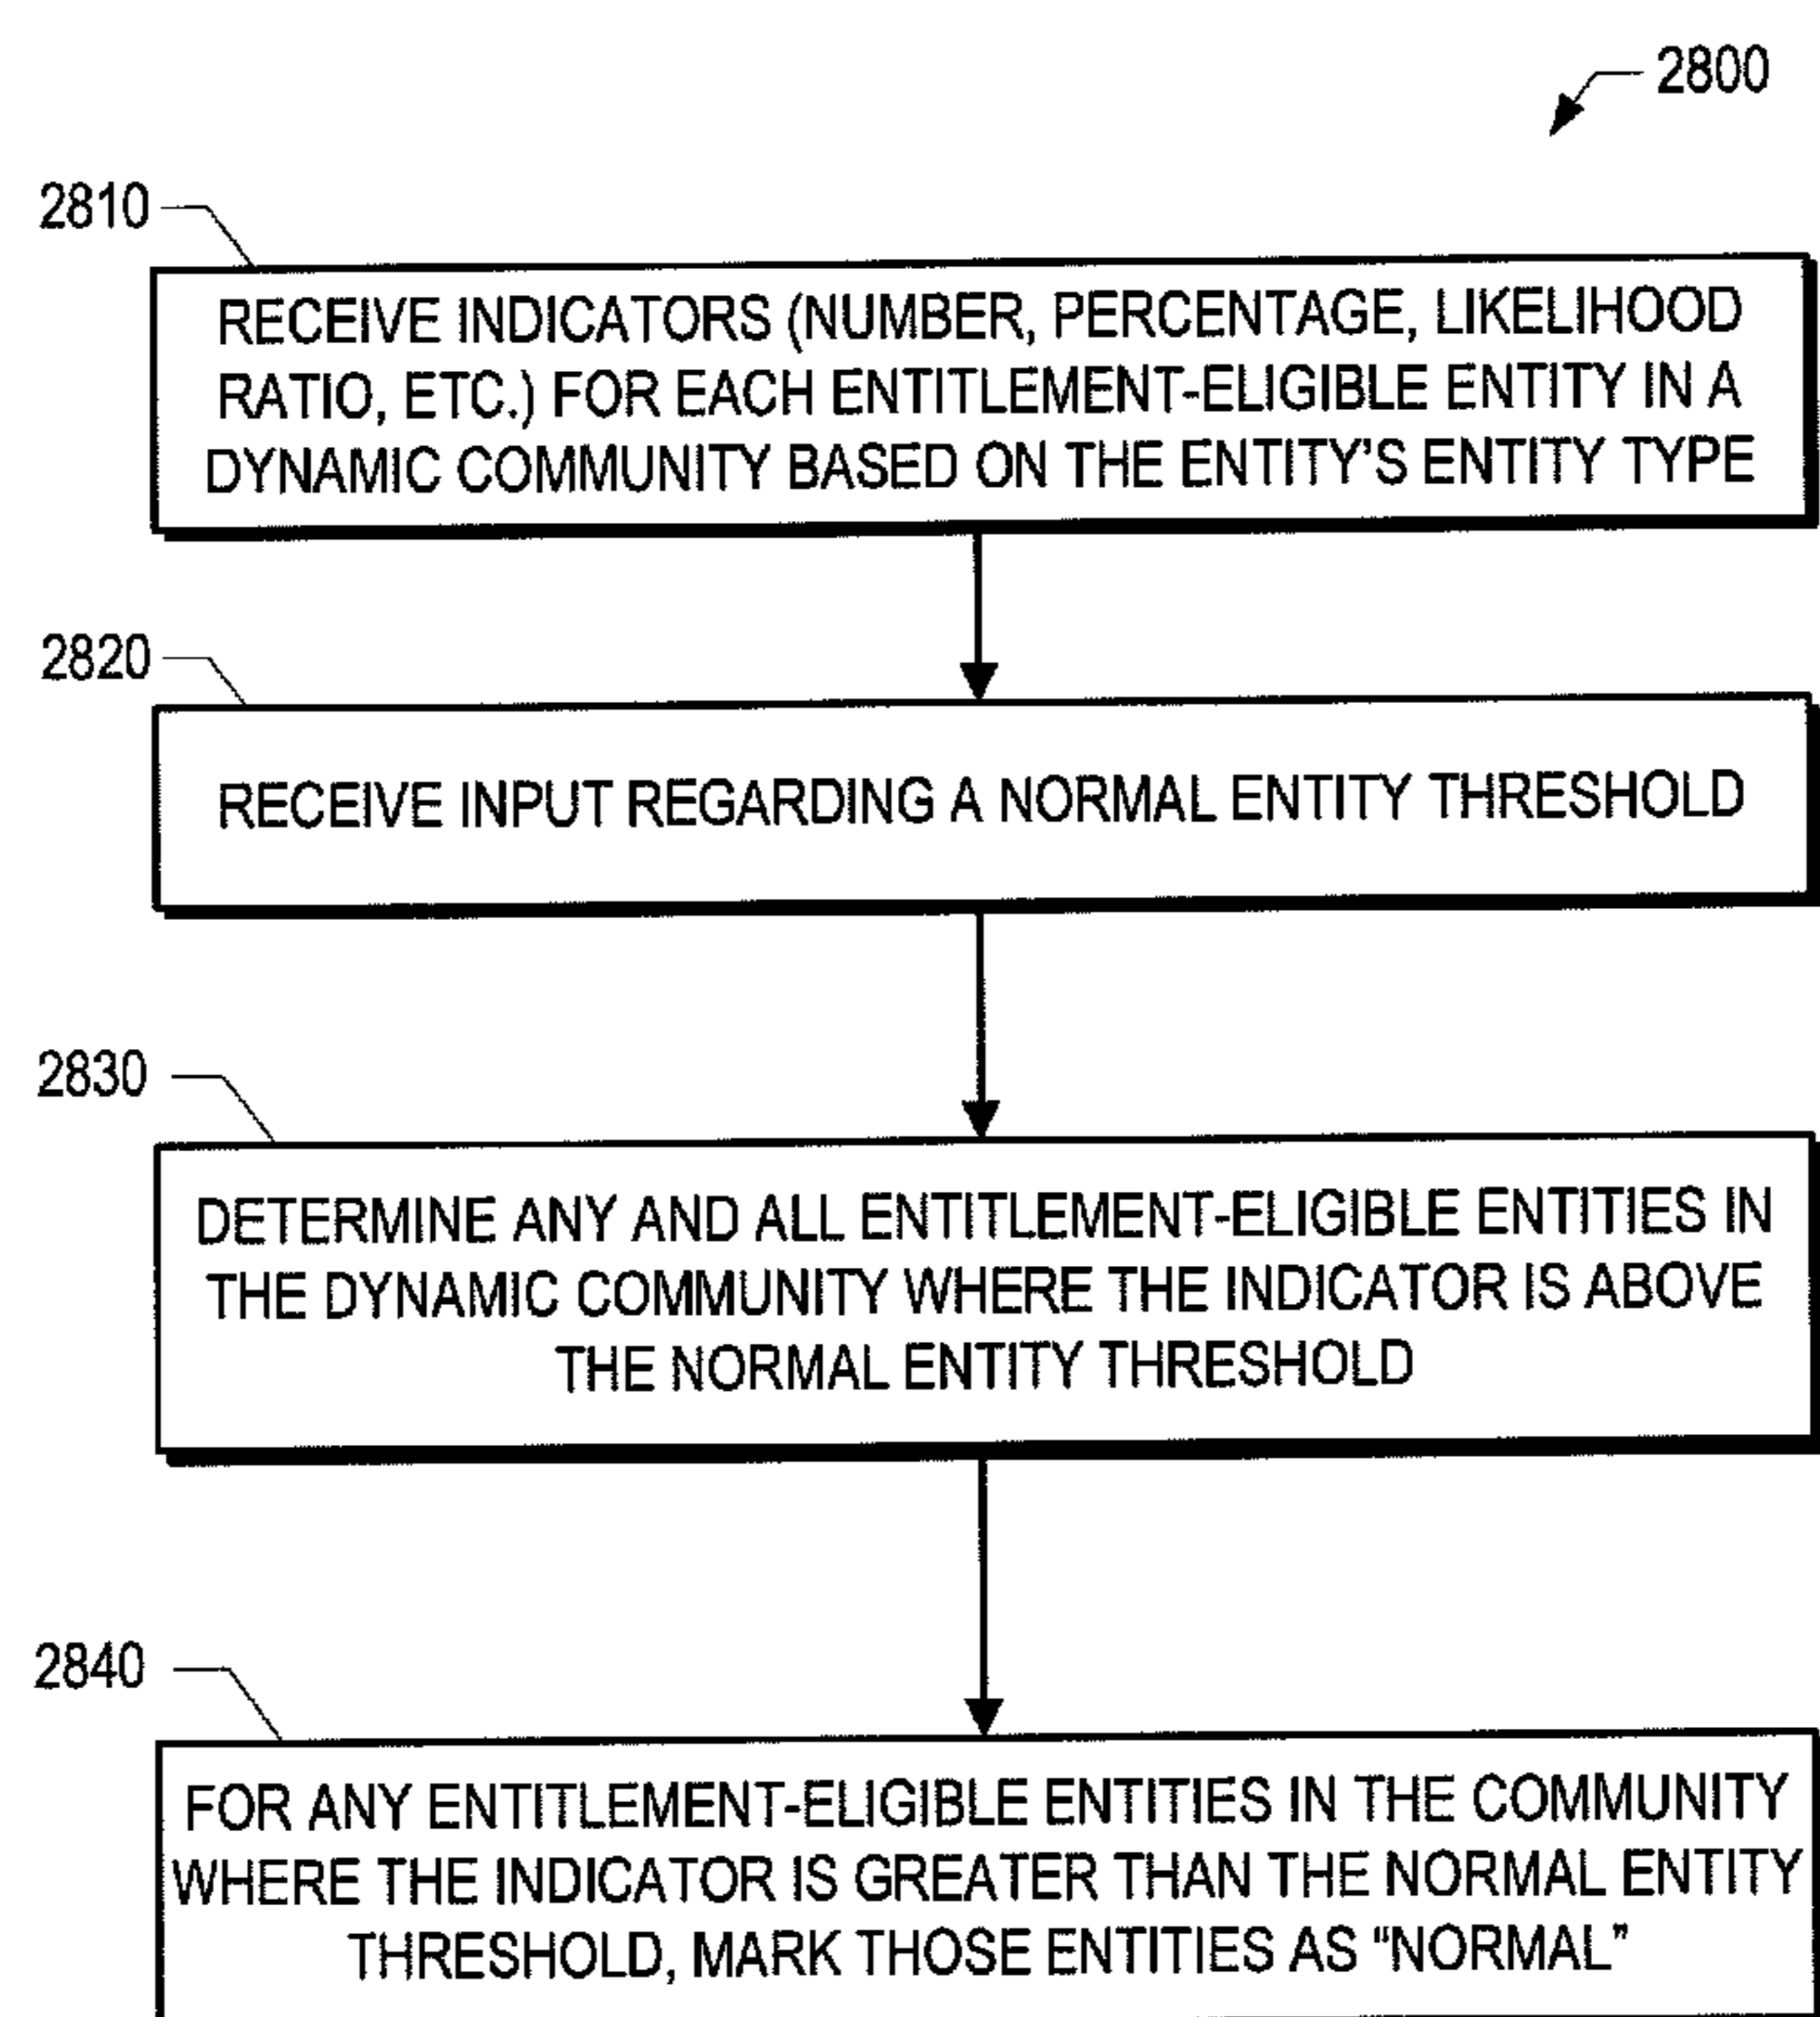 2800
2810
RECEIVE INDICATORS (NUMBER, PERCENTAGE, LIKELIHOOD
RATIO, ETC.) FOR EACH ENTITLEMENT-ELIGIBLE ENTITY IN A
DYNAMIC COMMUNITY BASED ON THE ENTITY'S ENTITY TYPE
2820
RECEIVE INPUT REGARDING A NORMAL ENTITY THRESHOLD
2830
DETERMINE ANY AND ALL ENTITLEMENT-ELIGIBLE ENTITIES IN
THE DYNAMIC COMMUNITY WHERE THE INDICATOR IS ABOVE
THE NORMAL ENTITY THRESHOLD
2840
FOR ANY ENTITLEMENT-ELIGIBLE ENTITIES IN THE COMMUNITY
WHERE THE INDICATOR IS GREATER THAN THE NORMAL ENTITY
THRESHOLD, MARK THOSE ENTITIES AS "NORMAL"